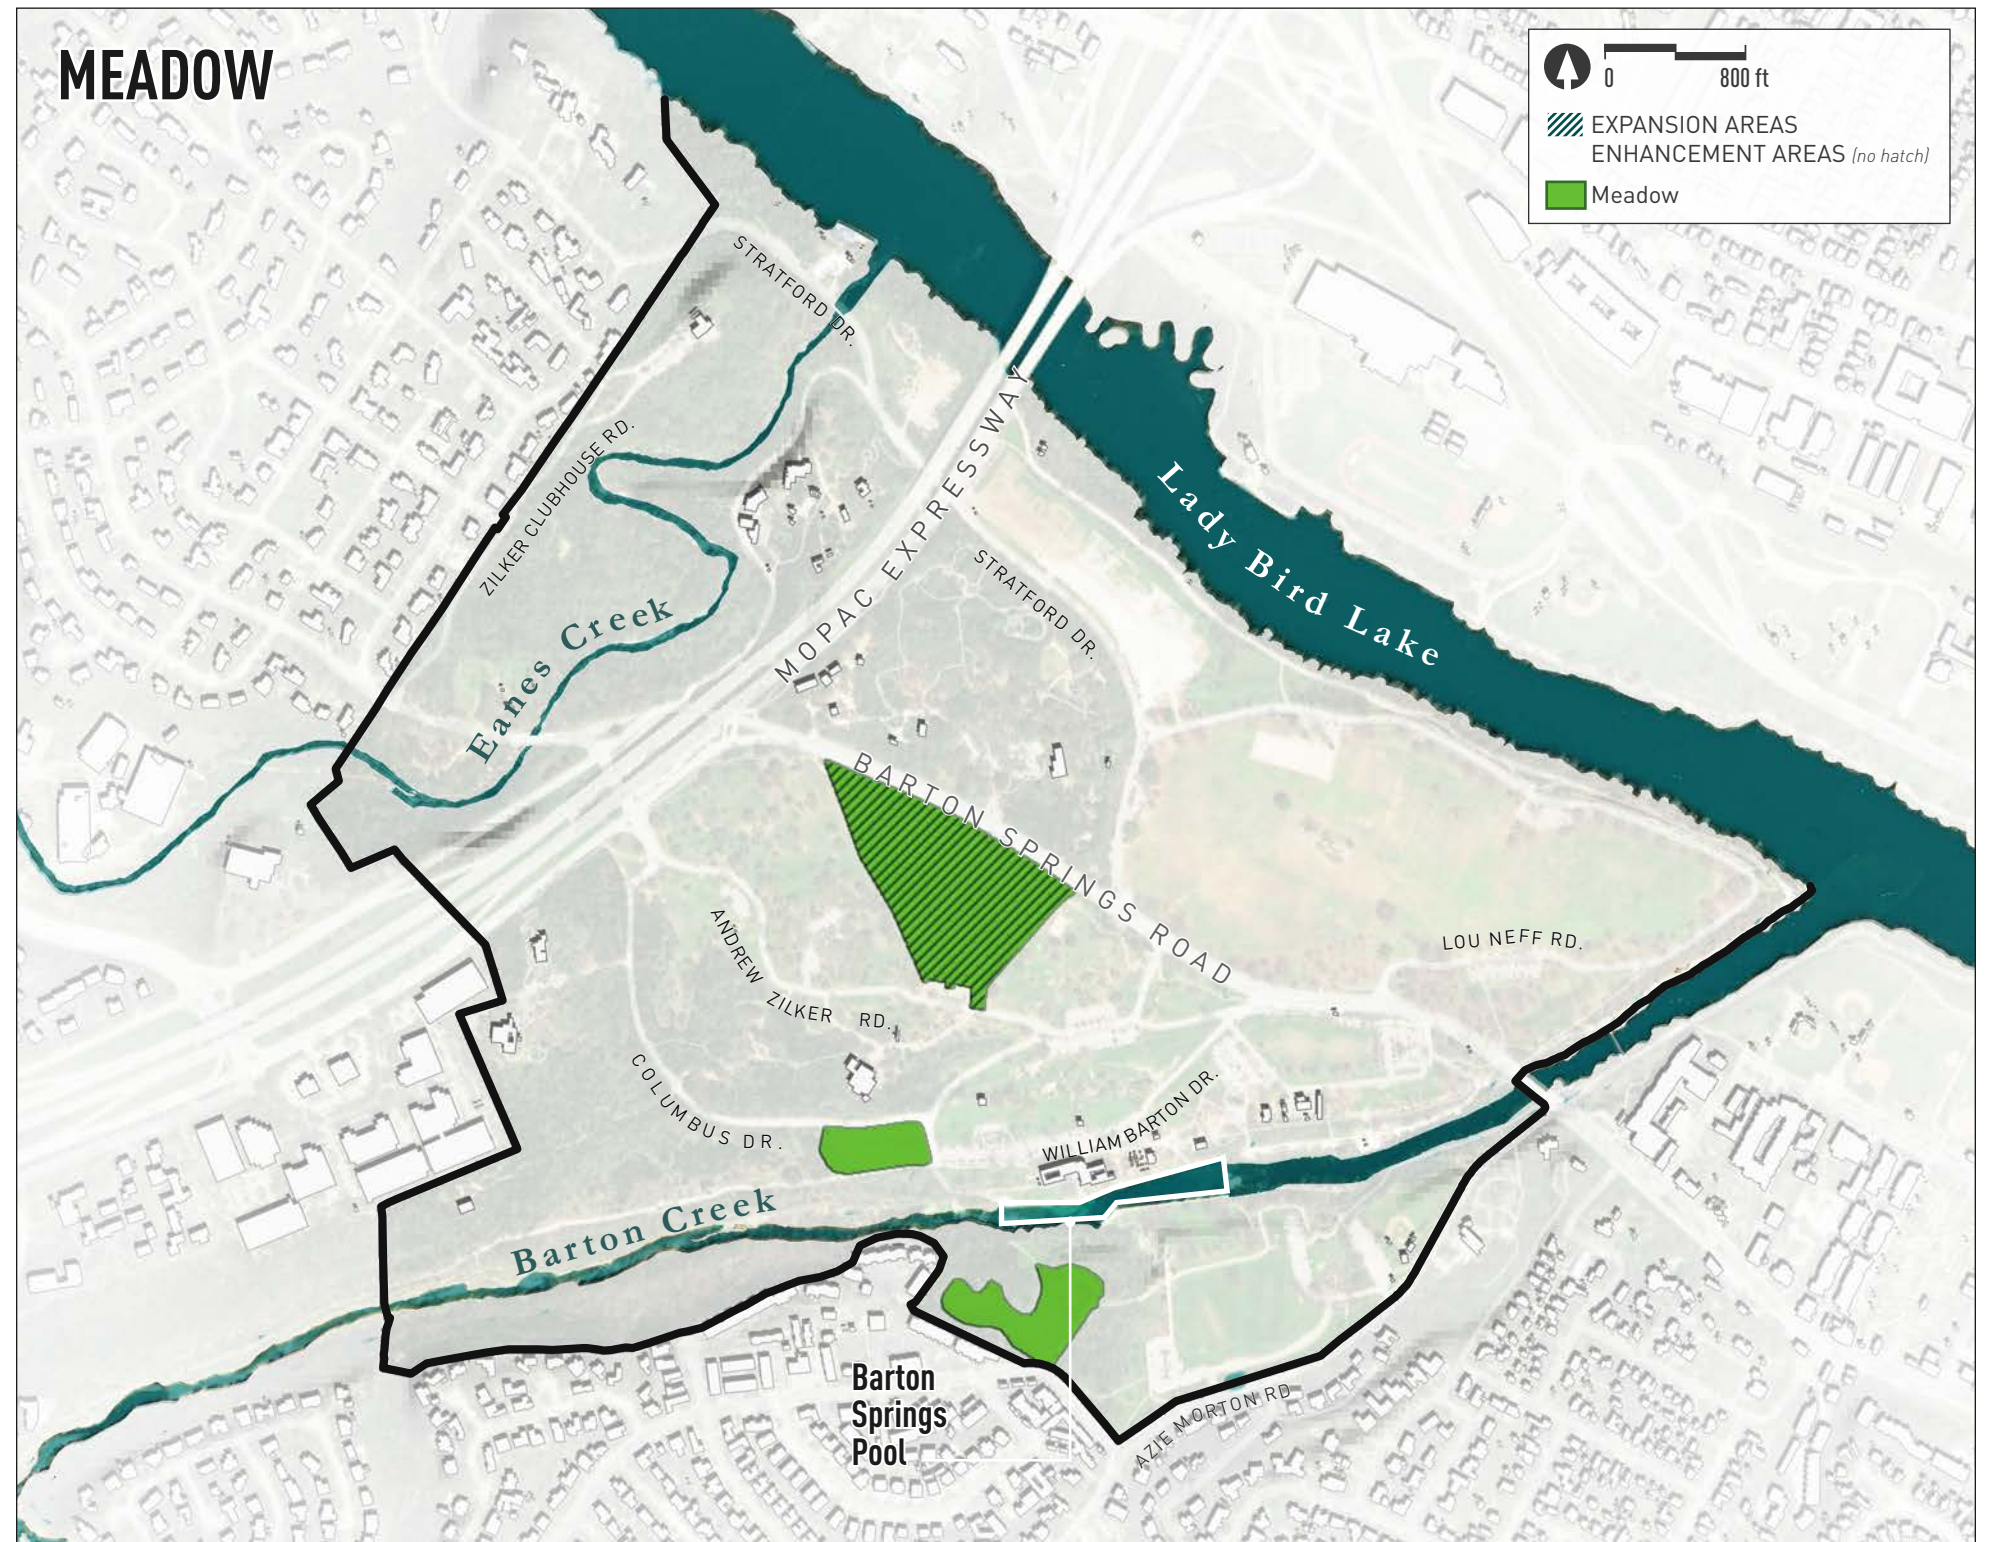 MEADOW
0 800 ft
EXPANSION AREAS
ENHANCEMENT AREAS (no hatch)
Meadow
STRATFORD DR.
ZILKER CLUBHOUSE RD.
MOPAC EXPRESSWAY
Lady Bird Lake
STRATFORD DR.
Eanes Creek
BARTON SPRINGS ROAD
ANDREW ZILKER RD.
LOU NEFF RD.
COLUMBUS DR.
WILLIAM BARTON DR.
Barton Creek
Barton
Springs
Pool
AZIE MORTON RD